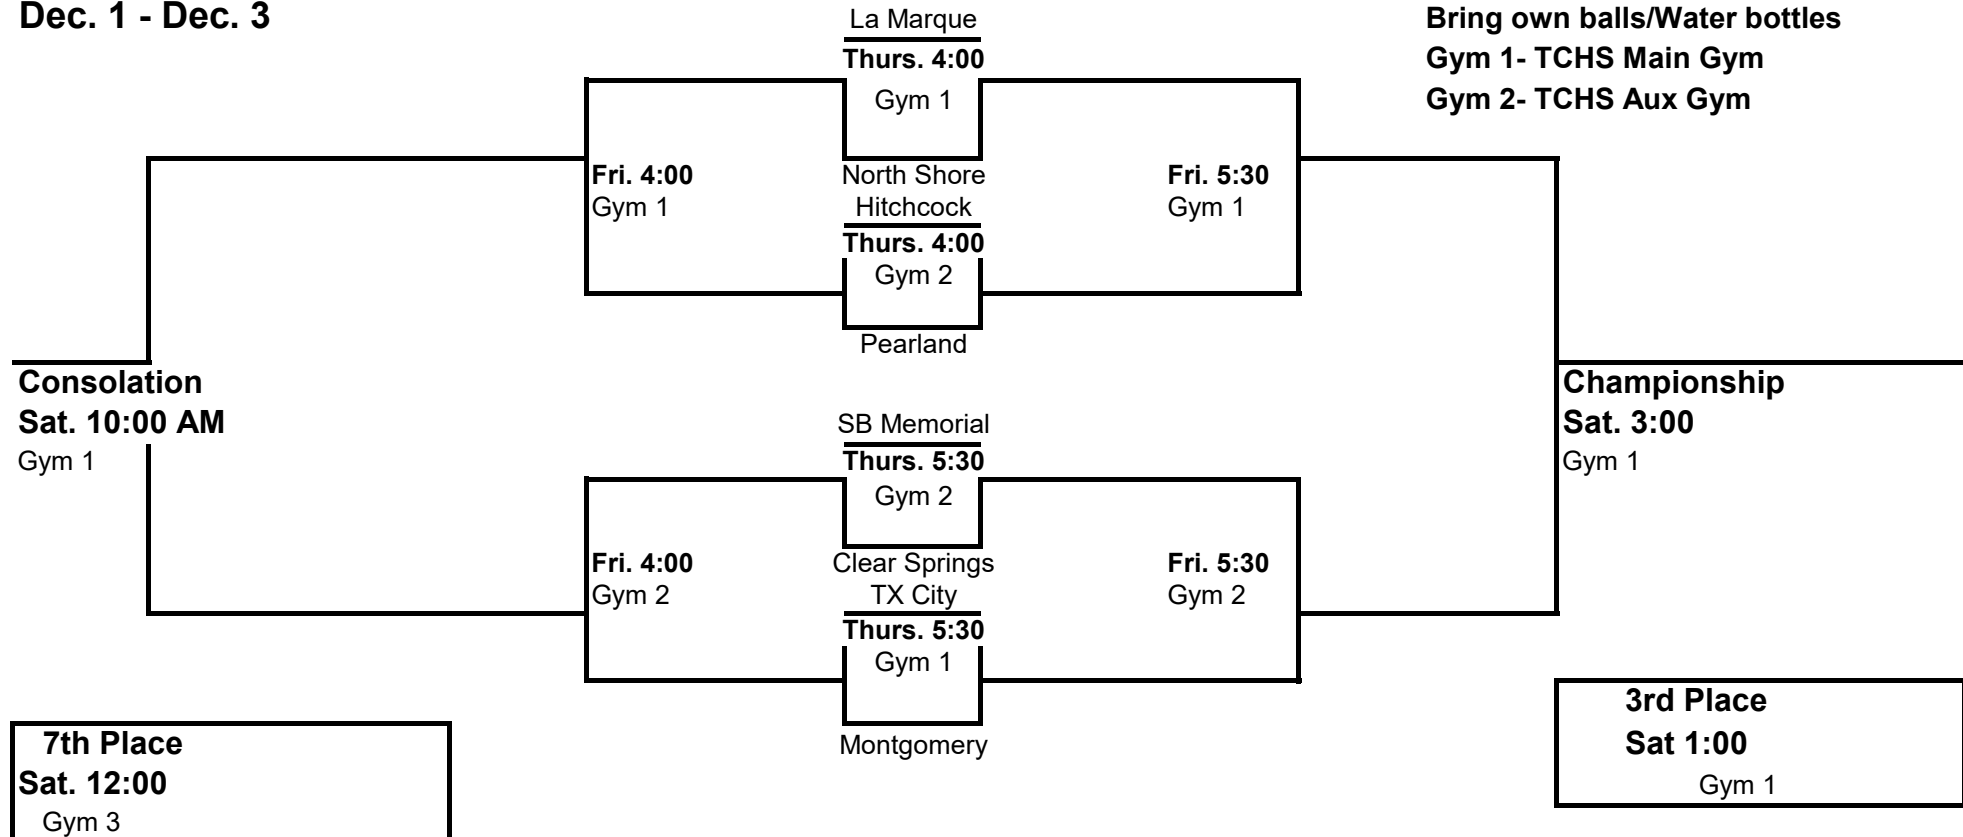 Dec. 1 - Dec. 3
La Marque
Thurs. 4:00
Gym 1
North Shore
Hitchcock
Thurs. 4:00
Gym 2
Pearland
Bring own balls/Water bottles
Gym 1- TCHS Main Gym
Gym 2- TCHS Aux Gym
Fri. 4:00
Gym 1
Fri. 5:30
Gym 1
Consolation
Sat. 10:00 AM
Gym 1
Championship
Sat. 3:00
Gym 1
SB Memorial
Thurs. 5:30
Gym 2
Clear Springs
TX City
Thurs. 5:30
Gym 1
Montgomery
Fri. 4:00
Gym 2
Fri. 5:30
Gym 2
7th Place
Sat. 12:00
Gym 3
3rd Place
Sat 1:00
Gym 1